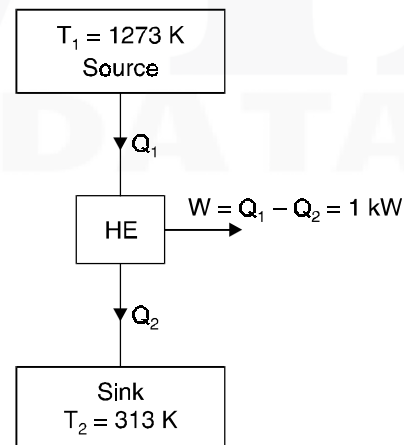 T₁ = 1273 K
Source
Q₁
HE
W = Q₁ – Q₂ = 1 kW
Q₂
Sink
T₂ = 313 K